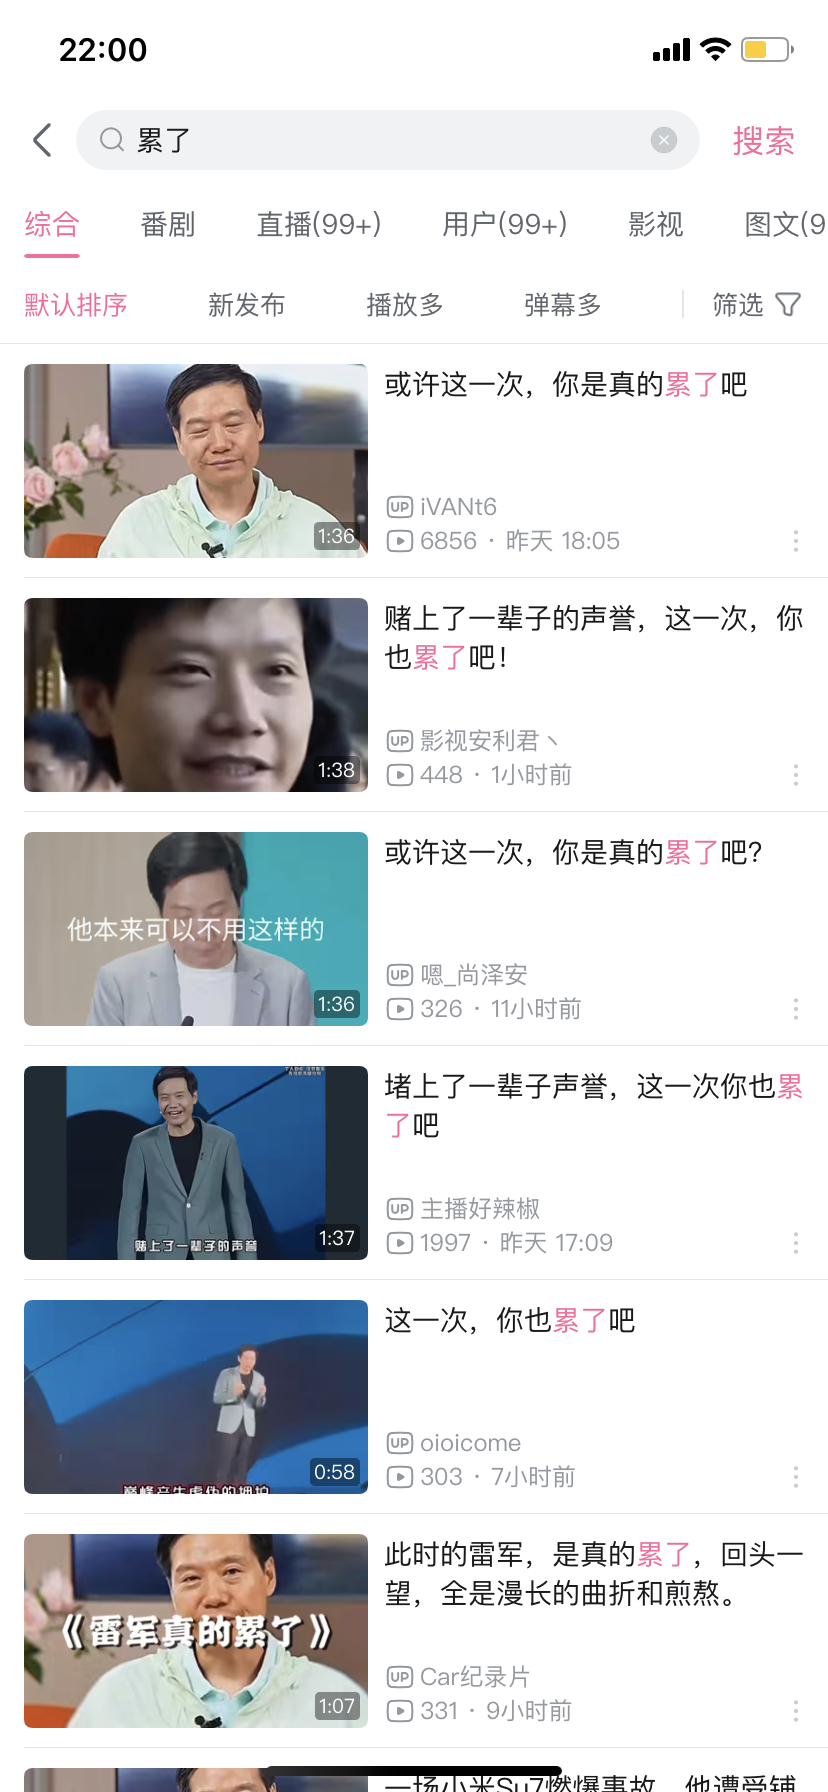 22:00
累了
搜索
综合 番剧 直播(99+) 用户(99+) 影视 图文(9
默认排序 新发布 播放多 弹幕多 筛选
或许这一次，你是真的累了吧
1:36
UP iVANt6
6856 · 昨天 18:05
赌上了一辈子的声誉，这一次，你
也累了吧！
1:38
UP 影视安利君丶
448 · 1小时前
或许这一次，你是真的累了吧？
他本来可以不用这样的
1:36
UP 嗯_尚泽安
326 · 11小时前
堵上了一辈子声誉，这一次你也累
了吧
赌上了一辈子的声誉
1:37
UP 主播好辣椒
1997 · 昨天 17:09
这一次，你也累了吧
0:58
巅峰产生虚伪的拥护
UP oioicome
303 · 7小时前
此时的雷军，是真的累了，回头一
望，全是漫长的曲折和煎熬。
《雷军真的累了》
1:07
UP Car纪录片
331 · 9小时前
一场小米Su7燃爆事故，他遭受铺